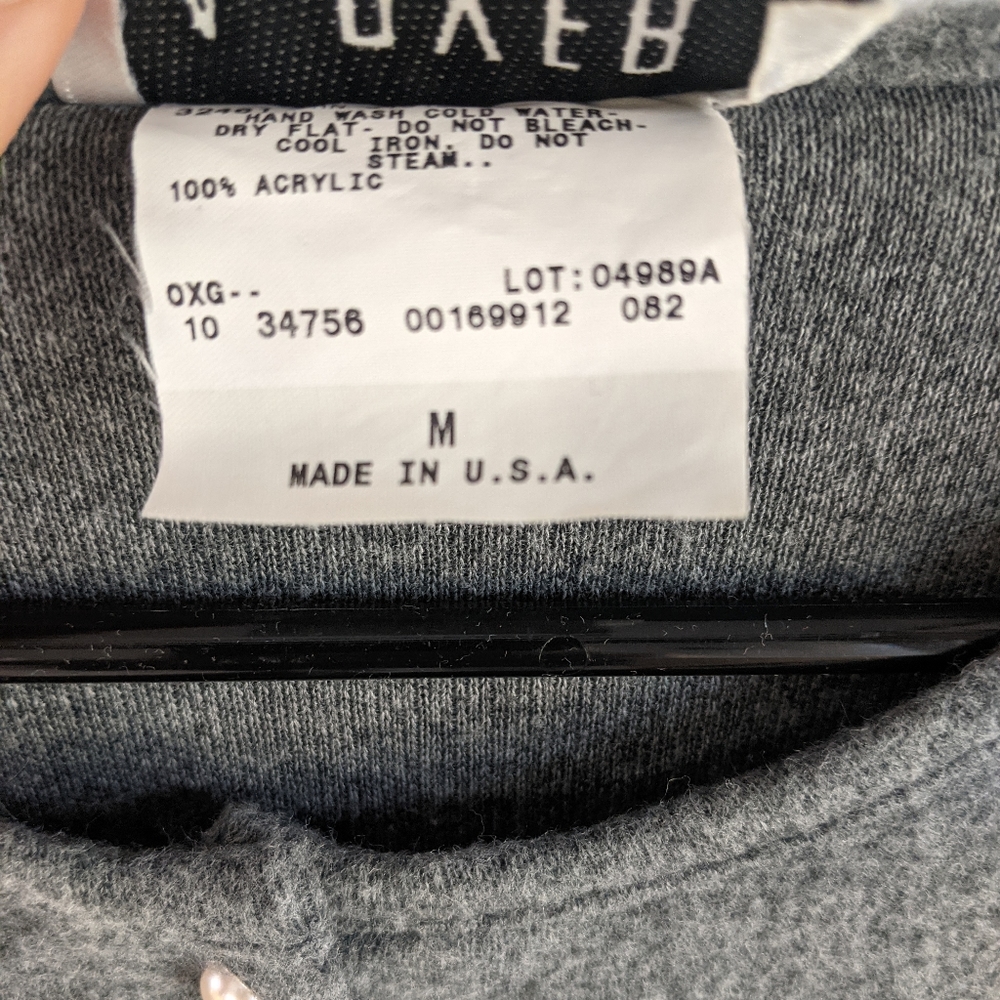 HAND WASH COLD WATER-
DRY FLAT- DO NOT BLEACH-
COOL IRON. DO NOT
STEAM..
100% ACRYLIC
OXG-- LOT:04989A
10 34756 00169912 082
M
MADE IN U.S.A.